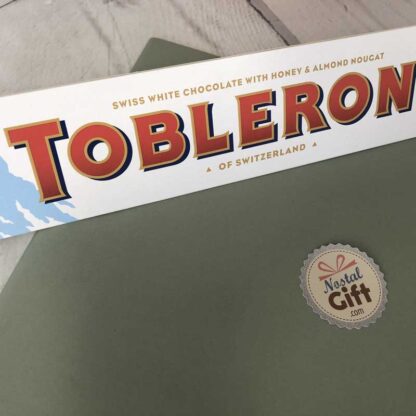 SWISS WHITE CHOCOLATE WITH HONEY & ALMOND NOUGAT
TOBLERON
OF SWITZERLAND
Nostal
Gift
.com